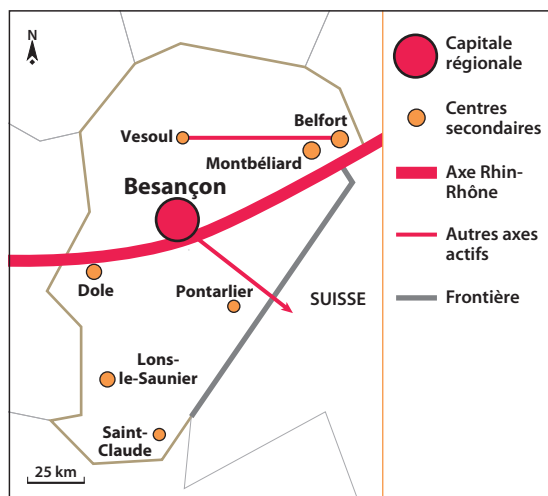 N
Vesoul
Belfort
Montbéliard
Besançon
Dole
Pontarlier
SUISSE
Lons-
le-Saunier
Saint-
Claude
25 km
Capitale
régionale
Centres
secondaires
Axe Rhin-
Rhône
Autres axes
actifs
Frontière